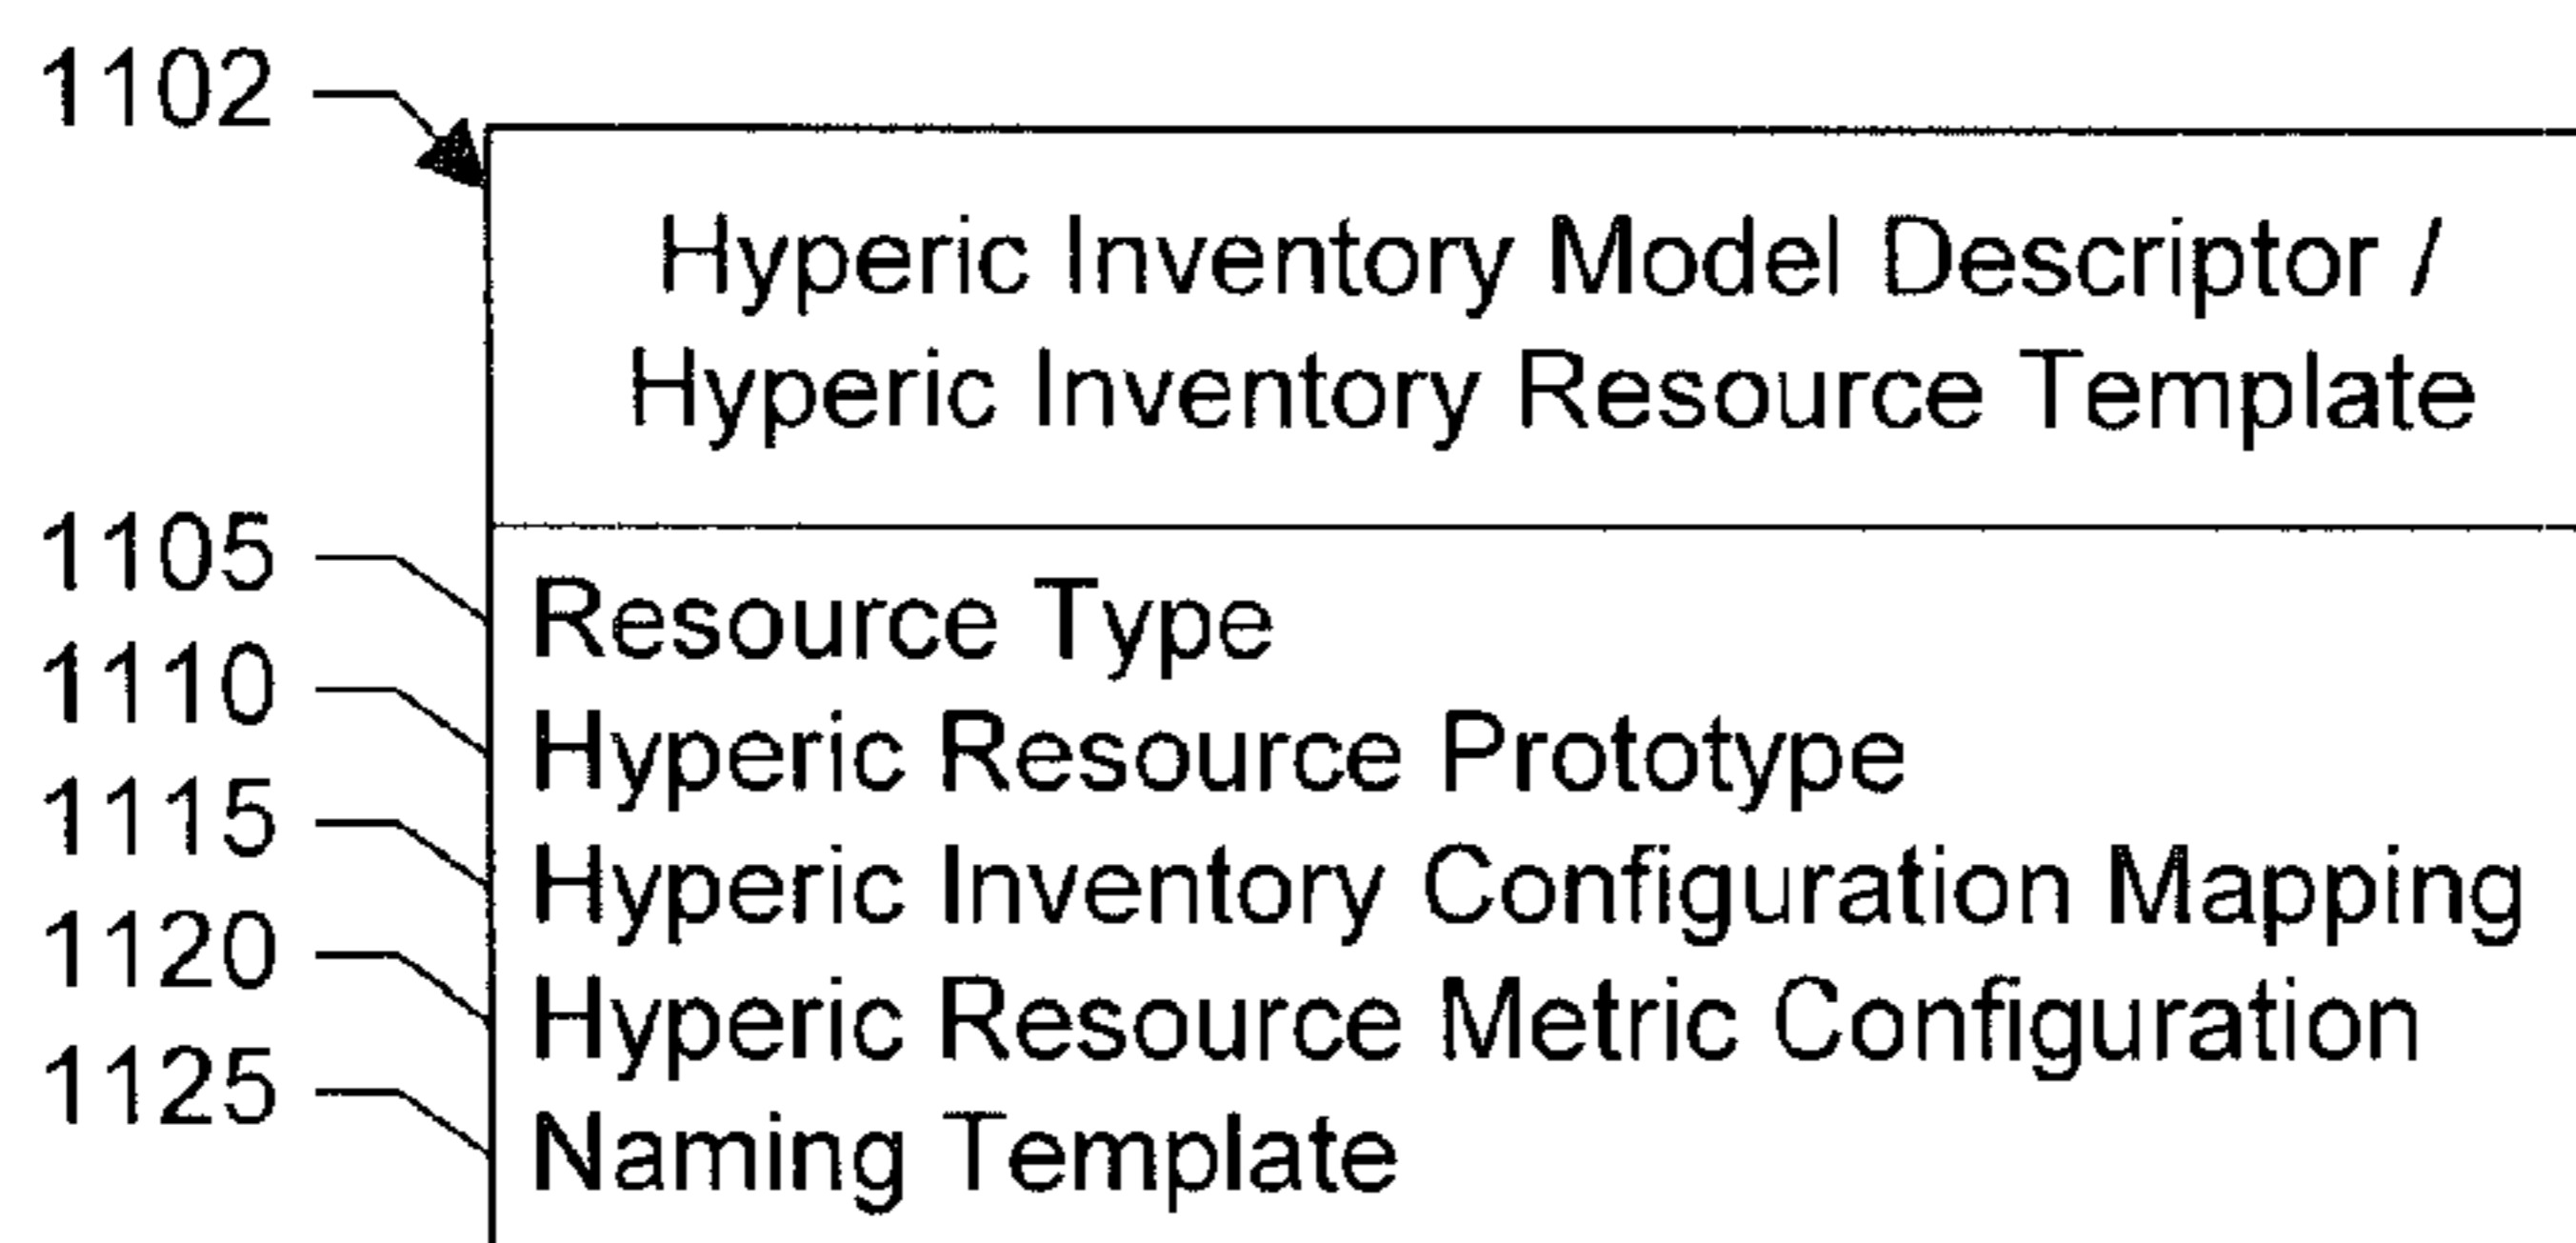 1102
Hyperic Inventory Model Descriptor /
Hyperic Inventory Resource Template
1105 Resource Type
1110 Hyperic Resource Prototype
1115 Hyperic Inventory Configuration Mapping
1120 Hyperic Resource Metric Configuration
1125 Naming Template